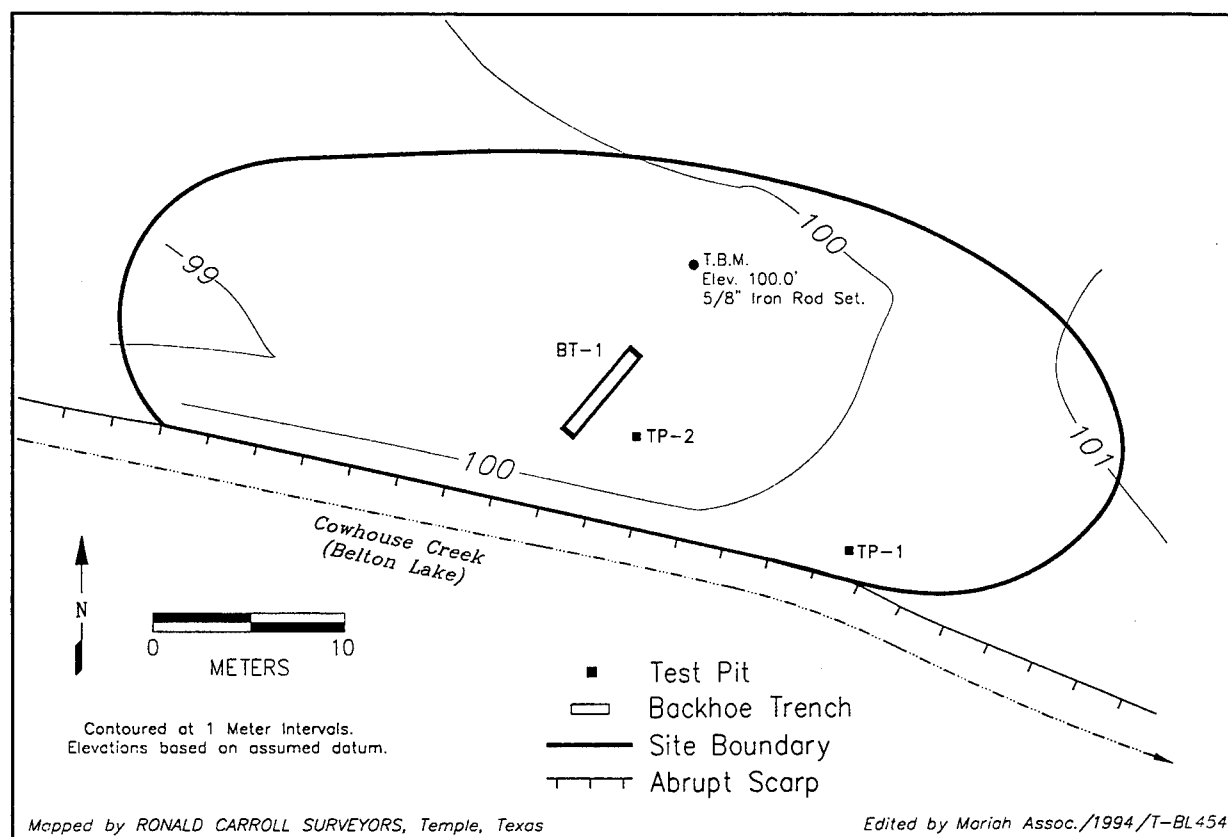 100
99
T.B.M.
Elev. 100.0'
5/8" Iron Rod Set.
BT-1
TP-2
100
101
TP-1
Cowhouse Creek
(Belton Lake)
N
0 10
METERS
Contoured at 1 Meter Intervals.
Elevations based on assumed datum.
Test Pit
Backhoe Trench
Site Boundary
Abrupt Scarp
Mapped by RONALD CARROLL SURVEYORS, Temple, Texas
Edited by Mariah Assoc./1994/T-BL454